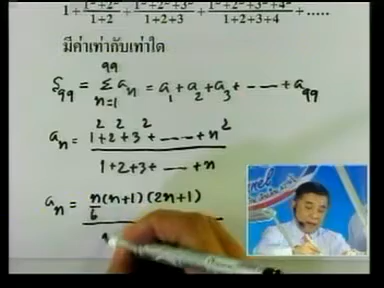 1 + (1²+2²)/(1+2) + (1²+2²+3²)/(1+2+3) + (1²+2²+3²+4²)/(1+2+3+4) + .....
มีค่าเท่ากับเท่าใด
S₉₉ = ⁹⁹Σₙ₌₁ aₙ = a₁ + a₂ + a₃ + --- + a₉₉
aₙ = 1² + 2² + 3² + --- + n²
1 + 2 + 3 + --- + n
aₙ = n/6 (n+1) (2n+1)